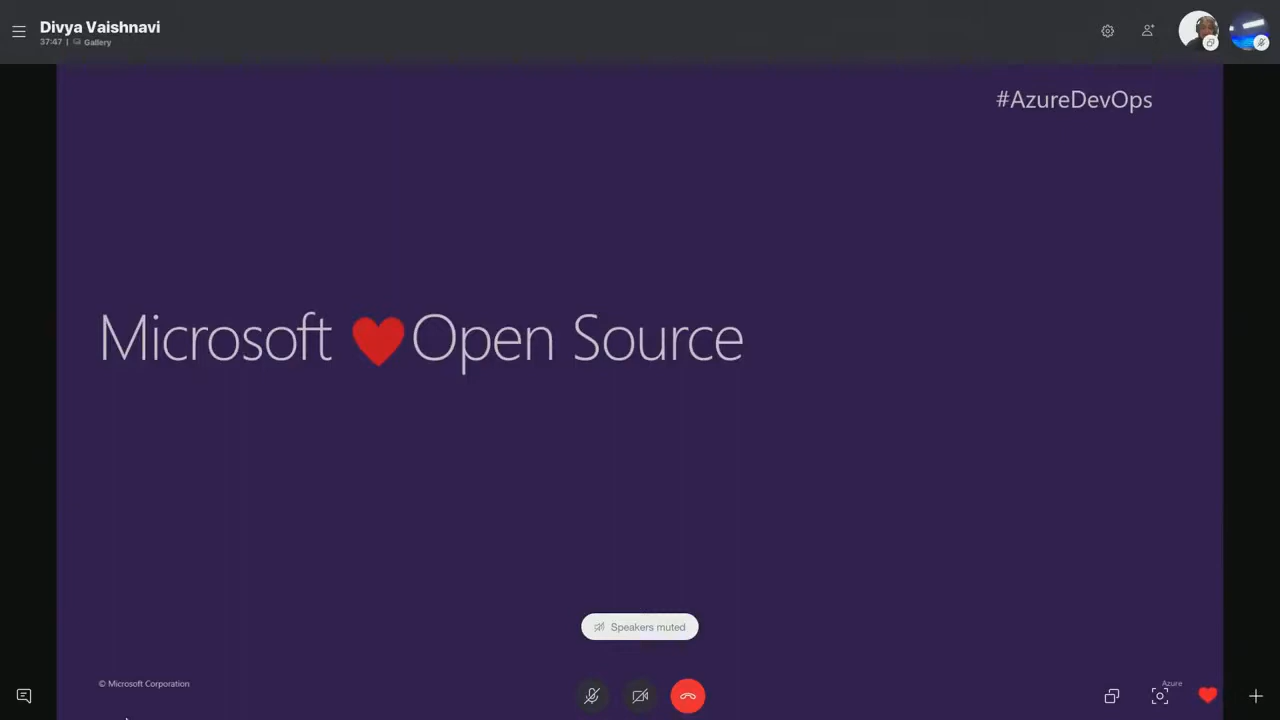 Divya Vaishnavi
37:47 | Gallery
#AzureDevOps
Microsoft ❤ Open Source
Speakers muted
© Microsoft Corporation
Azure